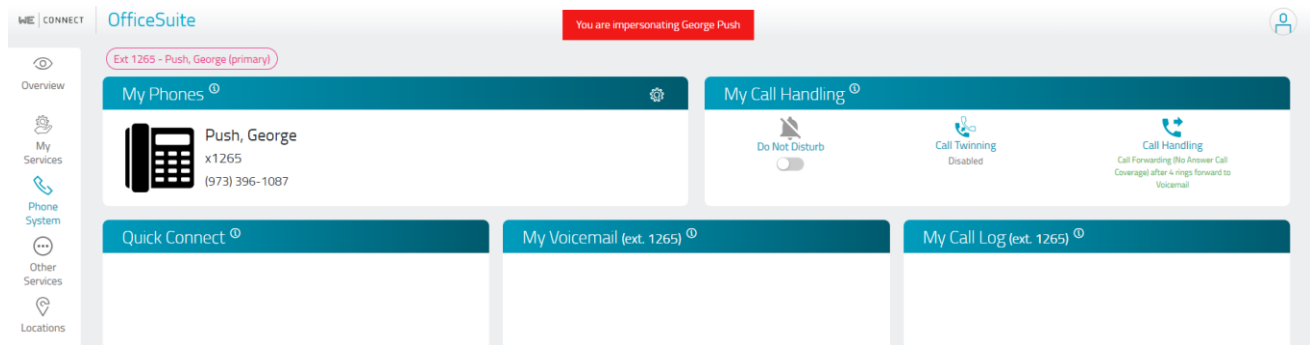 WE | CONNECT
OfficeSuite
You are impersonating George Push
Overview
My
Services
Phone
System
Other
Services
Locations
Ext 1265 - Push, George (primary)
My Phones
Push, George
x1265
(973) 396-1087
My Call Handling
Do Not Disturb
Call Twinning
Disabled
Call Handling
Call Forwarding (No Answer Call
Coverage) after 4 rings forward to
Voicemail
Quick Connect
My Voicemail (ext. 1265)
My Call Log (ext. 1265)